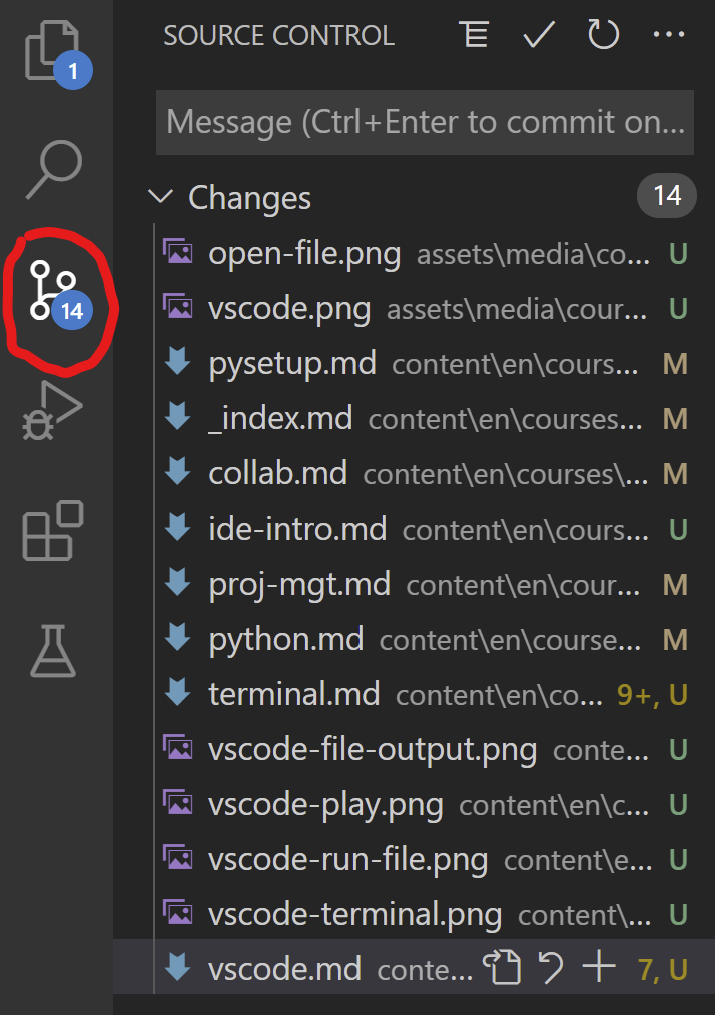 1
SOURCE CONTROL
Message (Ctrl+Enter to commit on...
Changes 14
open-file.png assets\media\co... U
vscode.png assets\media\cour... U
14
pysetup.md content\en\cours... M
_index.md content\en\courses... M
collab.md content\en\courses\... M
ide-intro.md content\en\cours... U
proj-mgt.md content\en\cour... M
python.md content\en\course... M
terminal.md content\en\co... 9+, U
vscode-file-output.png conte... U
vscode-play.png content\en\c... U
vscode-run-file.png content\e... U
vscode-terminal.png content\... U
vscode.md conte... 7, U